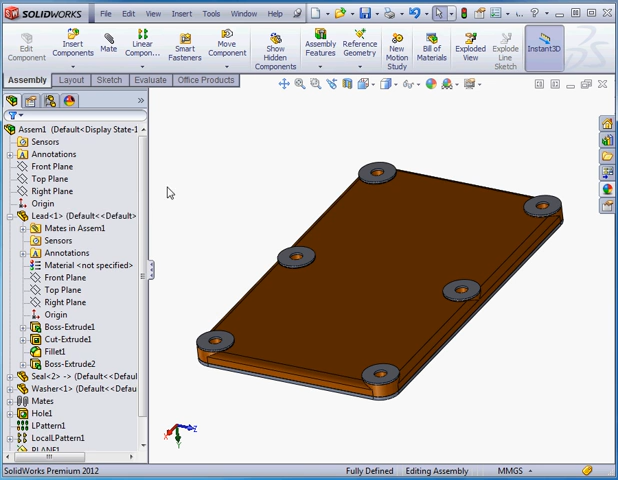 SOLIDWORKS File Edit View Insert Tools Window Help
Edit Component
Insert Components
Mate
Linear Compon...
Smart Fasteners
Move Component
Show Hidden Components
Assembly Features
Reference Geometry
New Motion Study
Bill of Materials
Exploded View
Explode Line Sketch
Instant3D
Assembly Layout Sketch Evaluate Office Products
Assem1 (Default<Display State-1
Sensors
Annotations
Front Plane
Top Plane
Right Plane
Origin
Lead<1> (Default<<Default>
Mates in Assem1
Sensors
Annotations
Material <not specified>
Front Plane
Top Plane
Right Plane
Origin
Boss-Extrude1
Cut-Extrude1
Fillet1
Boss-Extrude2
Seal<2> -> (Default<<Defaul
Washer<1> (Default<<Defau
Mates
Hole1
LPattern1
LocalLPattern1
PLANE1
X Y Z
SolidWorks Premium 2012 Fully Defined Editing Assembly MMGS